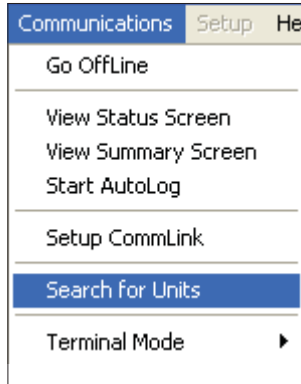 Communications Setup He
Go OffLine
View Status Screen
View Summary Screen
Start AutoLog
Setup CommLink
Search for Units
Terminal Mode